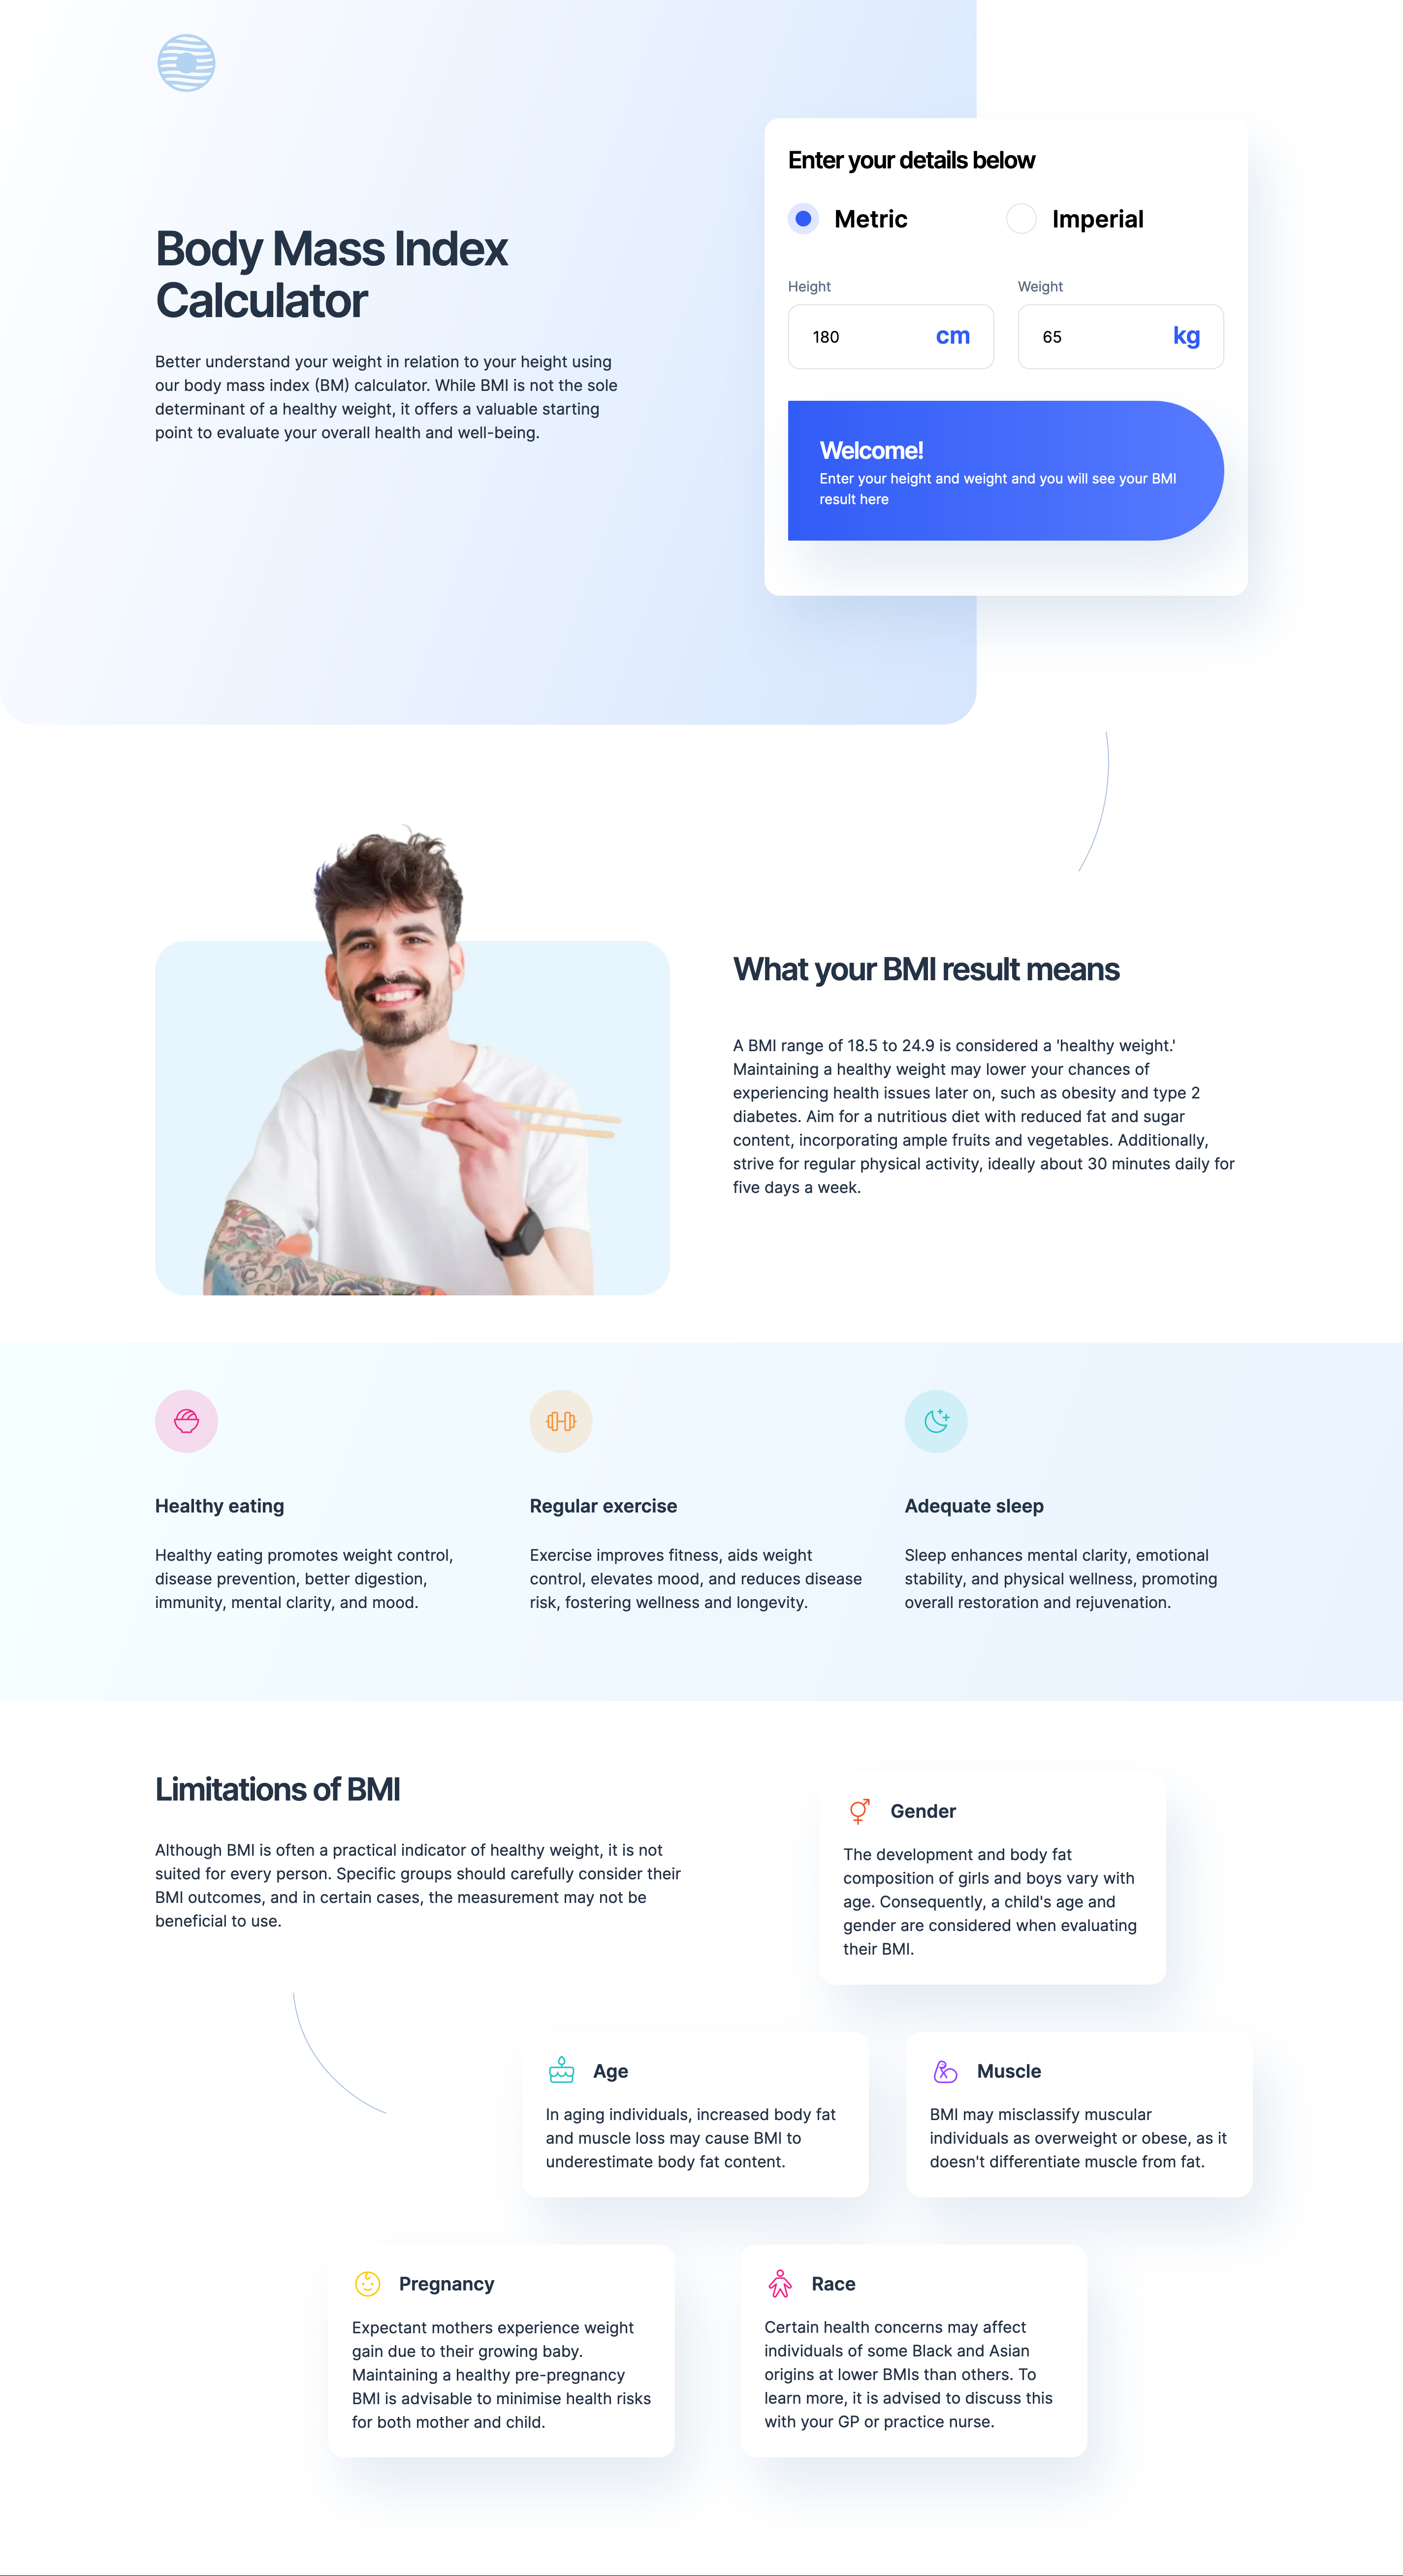 Body Mass Index
Calculator
Better understand your weight in relation to your height using
our body mass index (BM) calculator. While BMI is not the sole
determinant of a healthy weight, it offers a valuable starting
point to evaluate your overall health and well-being.
Enter your details below
Metric
Imperial
Height
Weight
180 cm
65 kg
Welcome!
Enter your height and weight and you will see your BMI
result here
What your BMI result means
A BMI range of 18.5 to 24.9 is considered a 'healthy weight.'
Maintaining a healthy weight may lower your chances of
experiencing health issues later on, such as obesity and type 2
diabetes. Aim for a nutritious diet with reduced fat and sugar
content, incorporating ample fruits and vegetables. Additionally,
strive for regular physical activity, ideally about 30 minutes daily for
five days a week.
Healthy eating
Healthy eating promotes weight control,
disease prevention, better digestion,
immunity, mental clarity, and mood.
Regular exercise
Exercise improves fitness, aids weight
control, elevates mood, and reduces disease
risk, fostering wellness and longevity.
Adequate sleep
Sleep enhances mental clarity, emotional
stability, and physical wellness, promoting
overall restoration and rejuvenation.
Limitations of BMI
Although BMI is often a practical indicator of healthy weight, it is not
suited for every person. Specific groups should carefully consider their
BMI outcomes, and in certain cases, the measurement may not be
beneficial to use.
Gender
The development and body fat
composition of girls and boys vary with
age. Consequently, a child's age and
gender are considered when evaluating
their BMI.
Age
In aging individuals, increased body fat
and muscle loss may cause BMI to
underestimate body fat content.
Muscle
BMI may misclassify muscular
individuals as overweight or obese, as it
doesn't differentiate muscle from fat.
Pregnancy
Expectant mothers experience weight
gain due to their growing baby.
Maintaining a healthy pre-pregnancy
BMI is advisable to minimise health risks
for both mother and child.
Race
Certain health concerns may affect
individuals of some Black and Asian
origins at lower BMIs than others. To
learn more, it is advised to discuss this
with your GP or practice nurse.